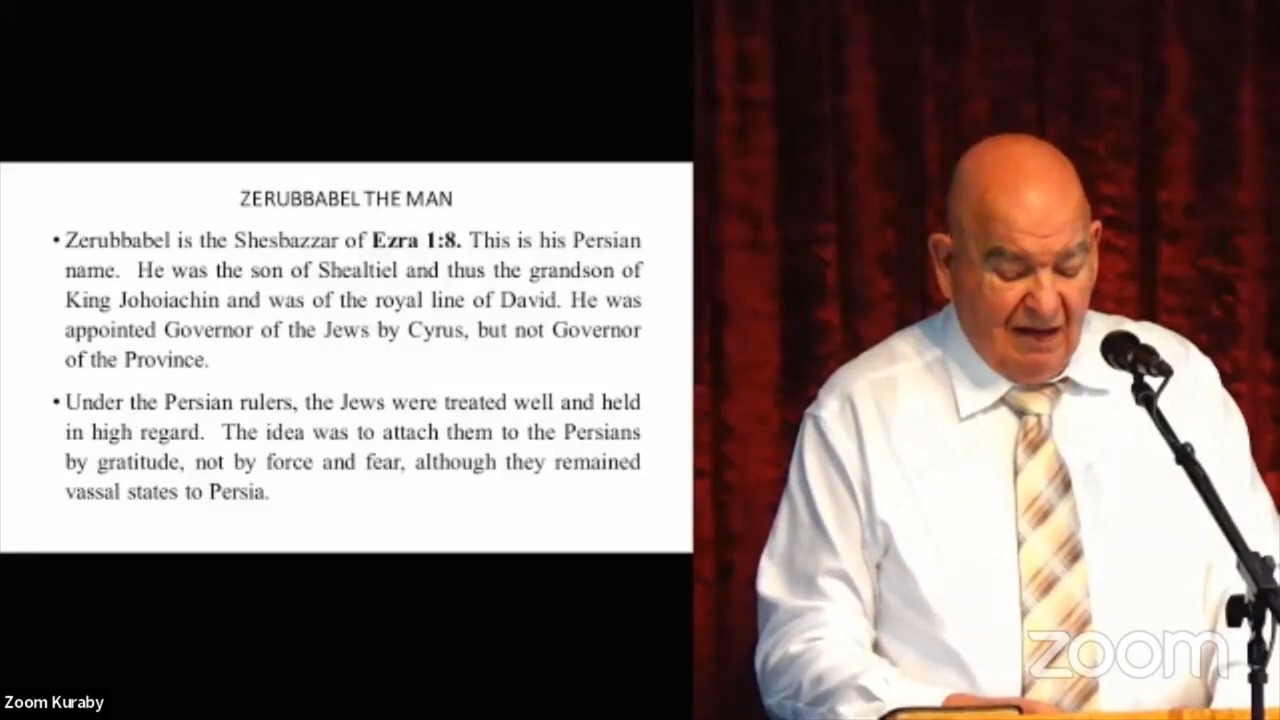 ZERUBBABEL THE MAN
• Zerubbabel is the Shesbazzar of Ezra 1:8. This is his Persian
name. He was the son of Shealtiel and thus the grandson of
King Johoiachin and was of the royal line of David. He was
appointed Governor of the Jews by Cyrus, but not Governor
of the Province.
• Under the Persian rulers, the Jews were treated well and held
in high regard. The idea was to attach them to the Persians
by gratitude, not by force and fear, although they remained
vassal states to Persia.
zoom
Zoom Kuraby